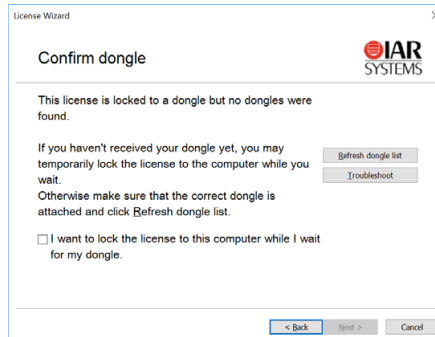 License Wizard
Confirm dongle
IAR
SYSTEMS
This license is locked to a dongle but no dongles were
found.
If you haven't received your dongle yet, you may
temporarily lock the license to the computer while you
wait.
Otherwise make sure that the correct dongle is
attached and click Refresh dongle list.
Refresh dongle list
Troubleshoot
I want to lock the license to this computer while I wait
for my dongle.
< Back
Next >
Cancel